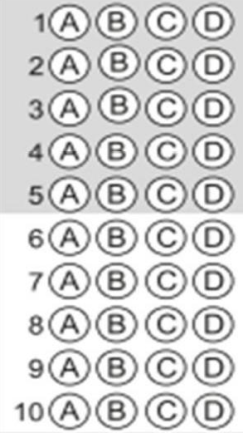 1 A B C D
2 A B C D
3 A B C D
4 A B C D
5 A B C D
6 A B C D
7 A B C D
8 A B C D
9 A B C D
10 A B C D